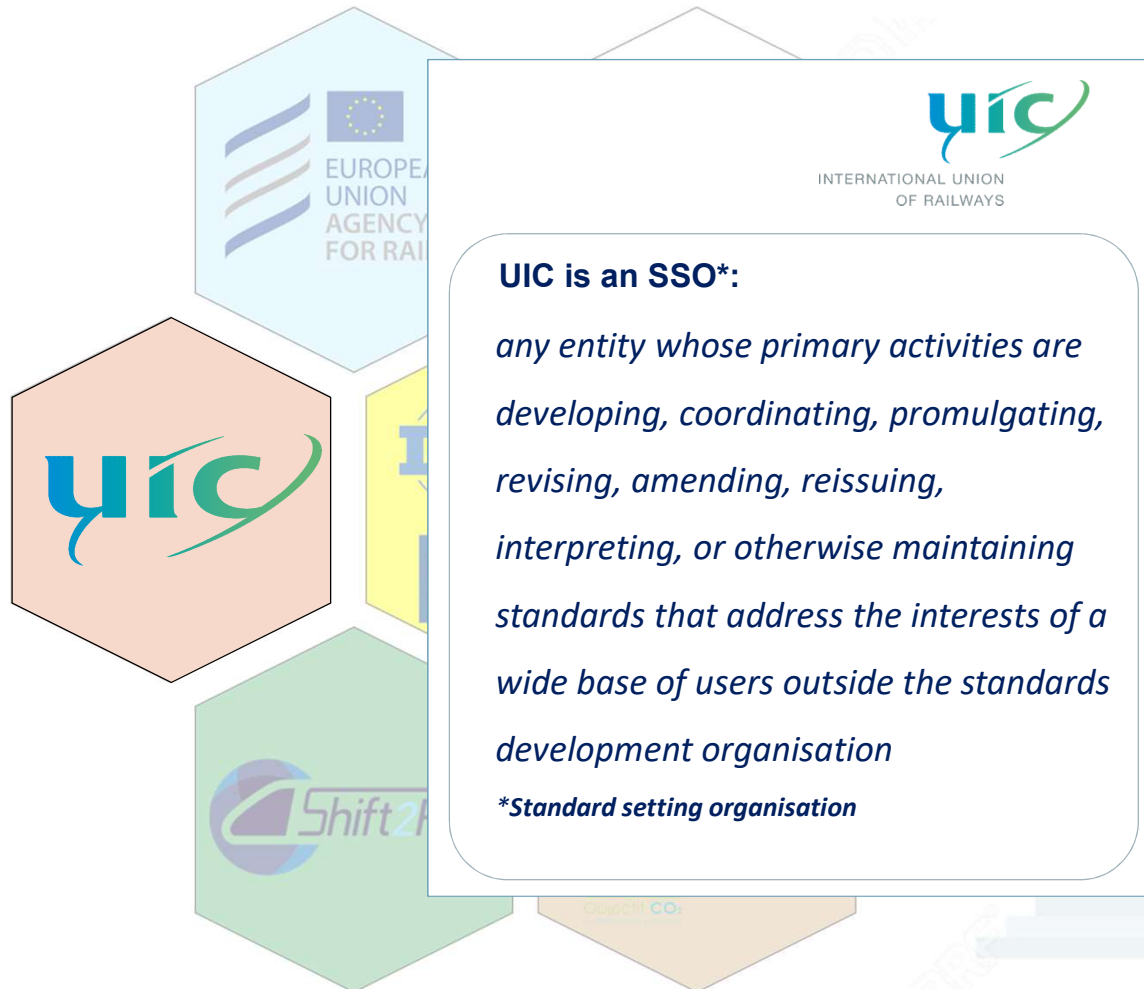 uic
INTERNATIONAL UNION
OF RAILWAYS
EUROPEA
UNION
AGENCY
FOR RAI
UIC is an SSO*:
any entity whose primary activities are
developing, coordinating, promulgating,
revising, amending, reissuing,
interpreting, or otherwise maintaining
standards that address the interests of a
wide base of users outside the standards
development organisation
*Standard setting organisation
uic
Shift2R
Objectif CO₂